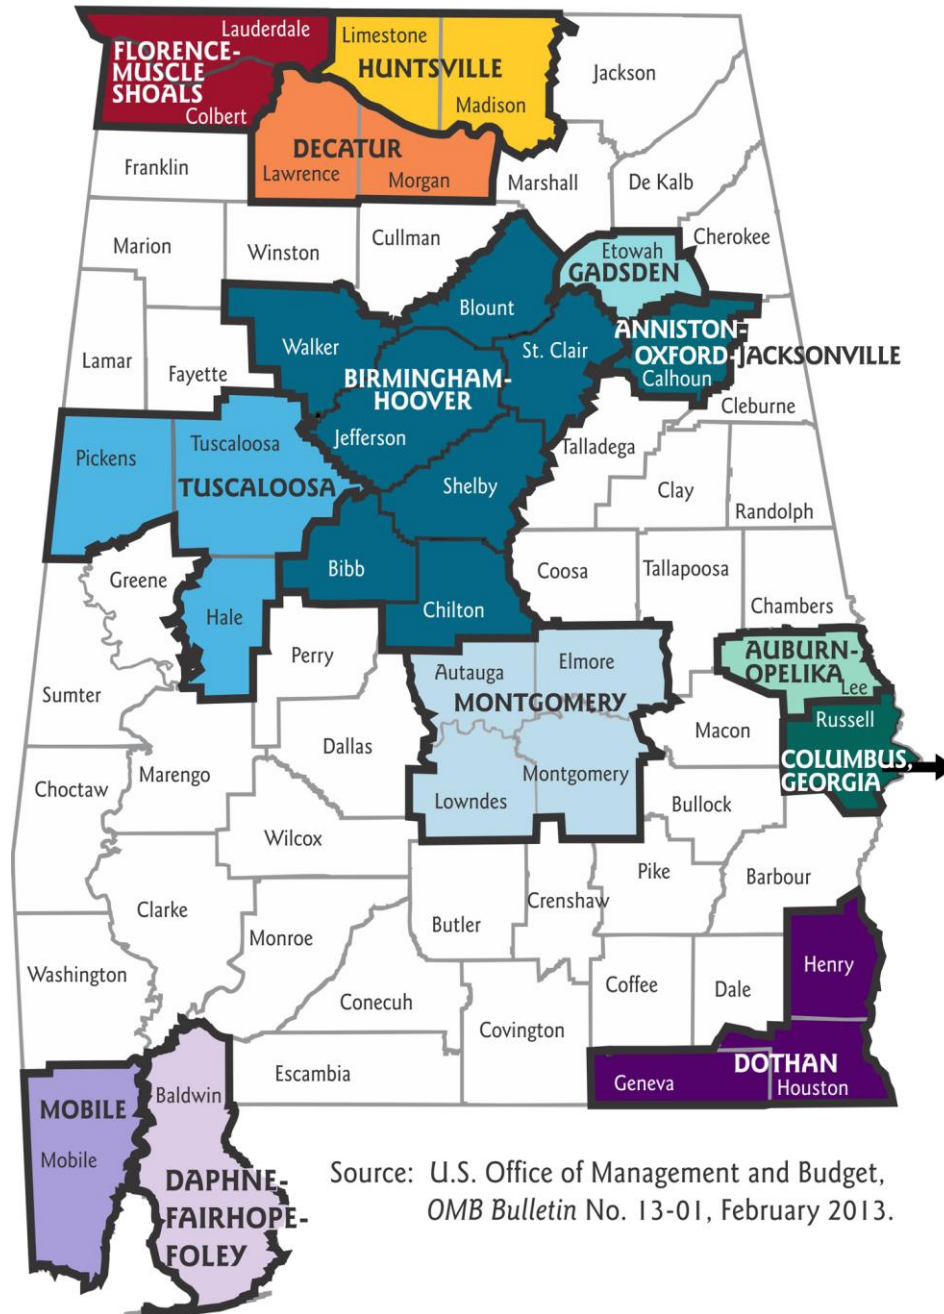 Lauderdale
FLORENCE-
MUSCLE
SHOALS
Colbert
Limestone
HUNTSVILLE
Madison
Jackson
DECATUR
Lawrence
Morgan
Franklin
Marshall
De Kalb
Marion
Winston
Cullman
Cherokee
Etowah
GADSDEN
Blount
Walker
St. Clair
ANNISTON-
OXFORD-JACKSONVILLE
Calhoun
Lamar
Fayette
BIRMINGHAM-
HOOVER
Jefferson
Cleburne
Talladega
Pickens
Tuscaloosa
TUSCALOOSA
Shelby
Clay
Randolph
Greene
Bibb
Coosa
Tallapoosa
Hale
Chilton
Chambers
Perry
Autauga
Elmore
MONTGOMERY
AUBURN-
OPELIKA
Lee
Sumter
Russell
Macon
Dallas
COLUMBUS,
GEORGIA
Choctaw
Marengo
Lowndes
Montgomery
Bullock
Wilcox
Pike
Barbour
Clarke
Butler
Crenshaw
Monroe
Washington
Henry
Conecuh
Coffee
Dale
Covington
Escambia
DOTHAN
Geneva
Houston
MOBILE
Mobile
Baldwin
DAPHNE-
FAIRHOPE-
FOLEY
Source: U.S. Office of Management and Budget,
OMB Bulletin No. 13-01, February 2013.